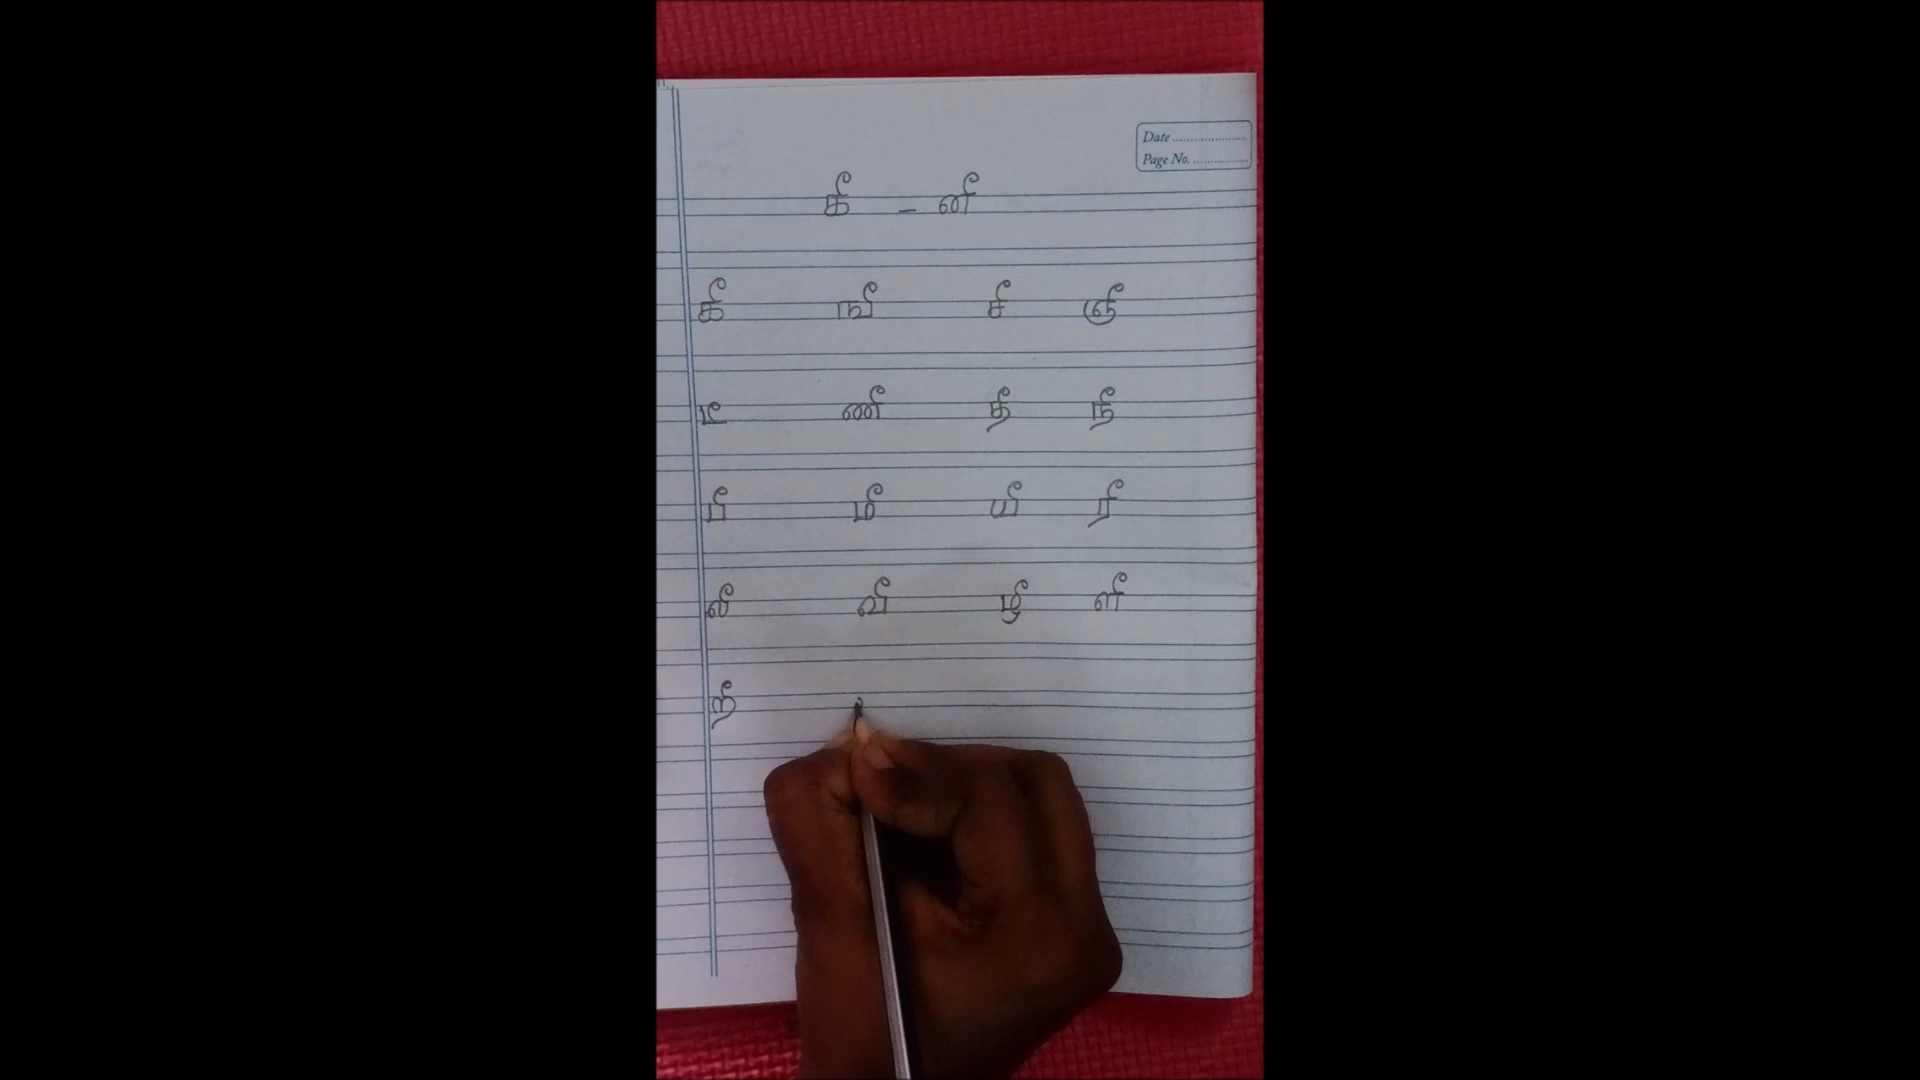 Date ..................
Page No. ...............
கீ – னீ
கீ ஙீ சீ ஞீ
டீ ணீ தீ நீ
பீ மீ யீ ரீ
லீ வீ ழீ ளீ
றீ